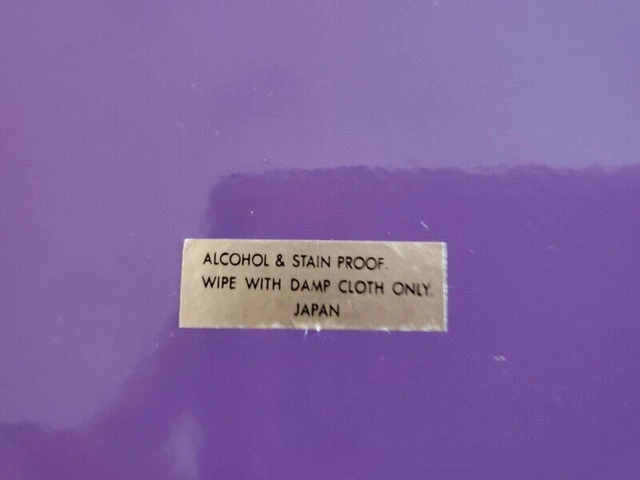 ALCOHOL & STAIN PROOF.
WIPE WITH DAMP CLOTH ONLY.
JAPAN